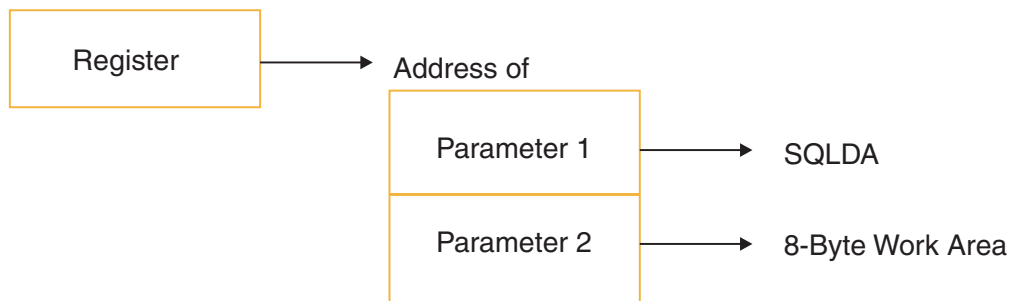 Register
Address of
Parameter 1
SQLDA
Parameter 2
8-Byte Work Area